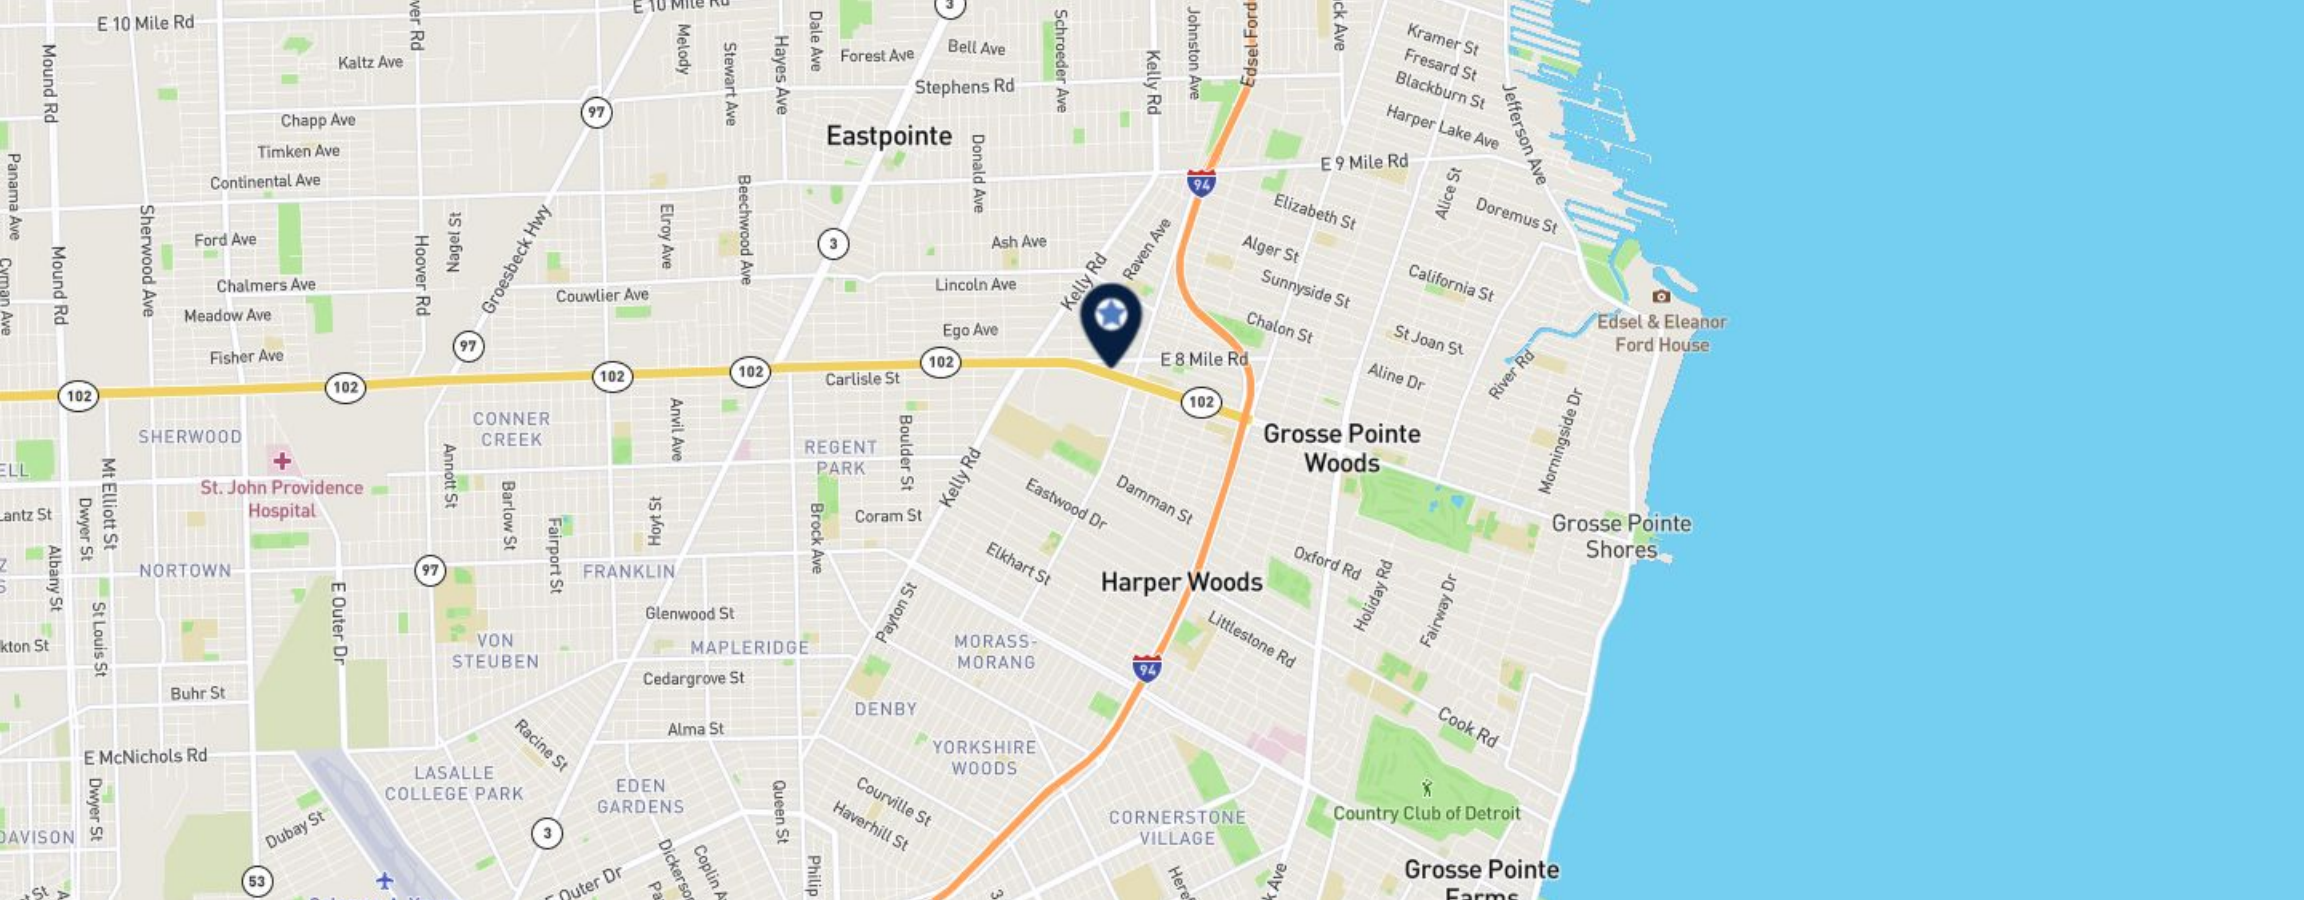 E 10 Mile Rd
E 10 Mile Rd
3
Mound Rd
Kaltz Ave
Melody
Stewart Ave
Hayes Ave
Dale Ave
Forest Ave
Bell Ave
Schroeder Ave
Kelly Rd
Johnston Ave
Kramer St
Fresard St
Blackburn St
Stephens Rd
97
Chapp Ave
Eastpointe
Harper Lake Ave
Jefferson Ave
Timken Ave
Panama Ave
Continental Ave
Donald Ave
E 9 Mile Rd
94
Beechwood Ave
Alice St
Sherwood Ave
Nagel St
Groesbeck Hwy
Elroy Ave
Elizabeth St
Doremus St
Ford Ave
Hoover Rd
3
Ash Ave
Raven Ave
Alger St
Mound Rd
Chalmers Ave
Couwlier Ave
Lincoln Ave
Kelly Rd
Sunnyside St
California St
Cyman Ave
Meadow Ave
Ego Ave
Chalon St
St Joan St
Edsel & Eleanor
Ford House
Fisher Ave
97
E 8 Mile Rd
River Rd
102
102
102
102
102
Carlisle St
Aline Dr
102
Morningside Dr
SHERWOOD
CONNER
CREEK
Anvil Ave
REGENT
PARK
Boulder St
Grosse Pointe
Woods
St. John Providence
Hospital
Mt Elliott St
Annott St
Barlow St
Kelly Rd
Eastwood Dr
Damman St
Dwyer St
Fairport St
Hoyt St
Brock Ave
Coram St
Grosse Pointe
Shores
Albany St
NORTOWN
97
FRANKLIN
Elkhart St
Harper Woods
Oxford Rd
Holiday Rd
Fairway Dr
St Louis St
E Outer Dr
Glenwood St
Payton St
Littlestone Rd
VON
STEUBEN
MAPLERIDGE
MORASS-
MORANG
Cedargrove St
94
Buhr St
DENBY
Racine St
Alma St
Cook Rd
E McNichols Rd
YORKSHIRE
WOODS
LASALLE
COLLEGE PARK
EDEN
GARDENS
Dwyer St
Queen St
Courville St
Haverhill St
Country Club of Detroit
Dubay St
3
CORNERSTONE
VILLAGE
53
E Outer Dr
Grosse Pointe
Farms